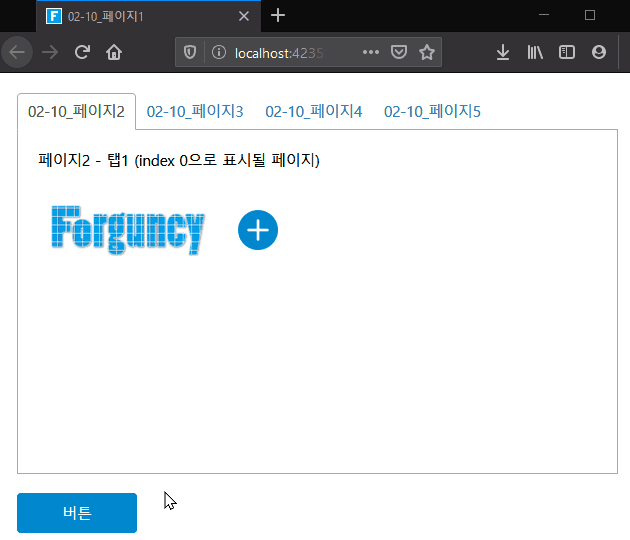 F 02-10_페이지1
localhost:4235
02-10_페이지2 02-10_페이지3 02-10_페이지4 02-10_페이지5
페이지2 - 탭1 (index 0으로 표시될 페이지)
Forguncy
버튼